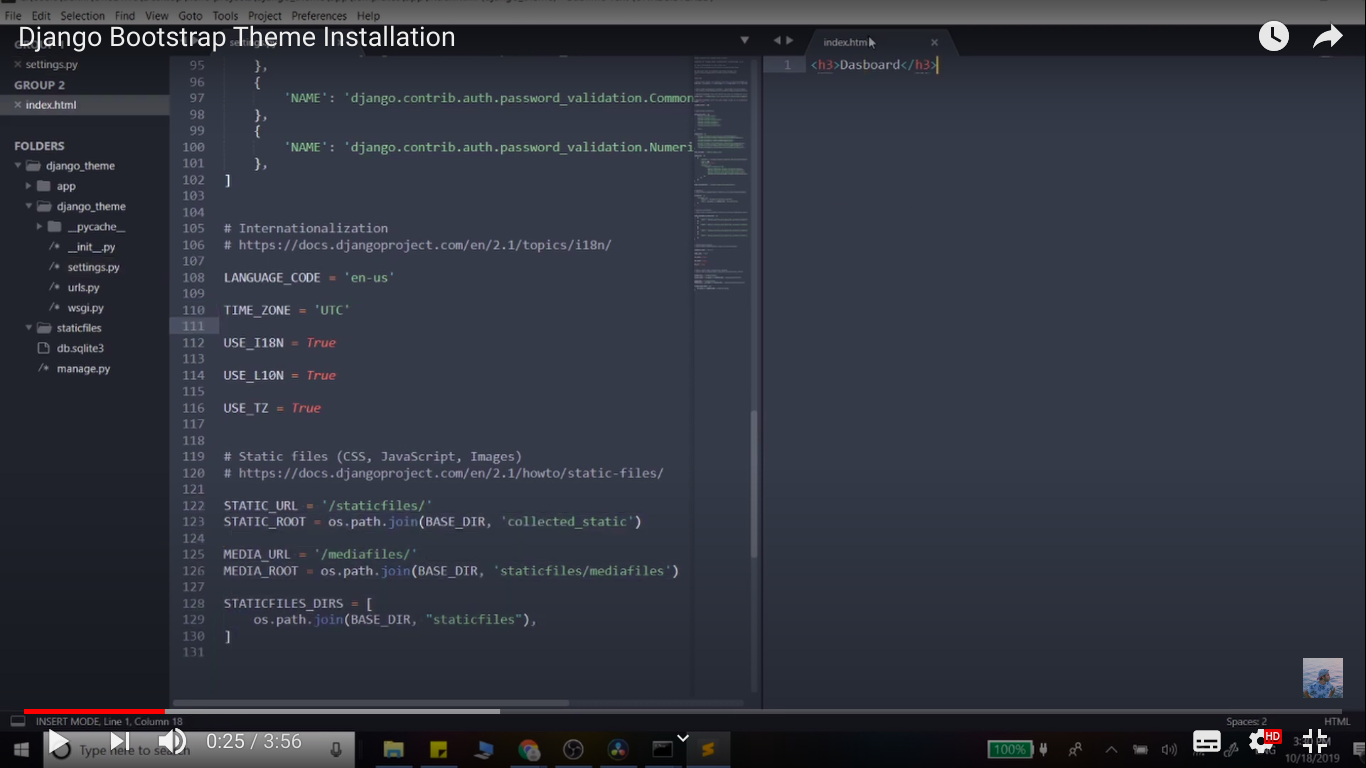 File Edit Selection Find View Goto Tools Project Preferences Help
Django Bootstrap Theme Installation
settings.py
GROUP 2
index.html
FOLDERS
django_theme
app
django_theme
__pycache__
__init__.py
settings.py
urls.py
wsgi.py
staticfiles
db.sqlite3
manage.py
95 },
96 {
97 'NAME': 'django.contrib.auth.password_validation.Common
98 },
99 {
100 'NAME': 'django.contrib.auth.password_validation.Numeri
101 },
102 ]
103
104
105 # Internationalization
106 # https://docs.djangoproject.com/en/2.1/topics/i18n/
107
108 LANGUAGE_CODE = 'en-us'
109
110 TIME_ZONE = 'UTC'
111
112 USE_I18N = True
113
114 USE_L10N = True
115
116 USE_TZ = True
117
118
119 # Static files (CSS, JavaScript, Images)
120 # https://docs.djangoproject.com/en/2.1/howto/static-files/
121
122 STATIC_URL = '/staticfiles/'
123 STATIC_ROOT = os.path.join(BASE_DIR, 'collected_static')
124
125 MEDIA_URL = '/mediafiles/'
126 MEDIA_ROOT = os.path.join(BASE_DIR, 'staticfiles/mediafiles')
127
128 STATICFILES_DIRS = [
129 os.path.join(BASE_DIR, "staticfiles"),
130 ]
131
index.html
1 <h3>Dasboard</h3>
INSERT MODE, Line 1, Column 18
Spaces: 2 HTML
Type here to search
0:25 / 3:56
100%
HD
10/18/2019